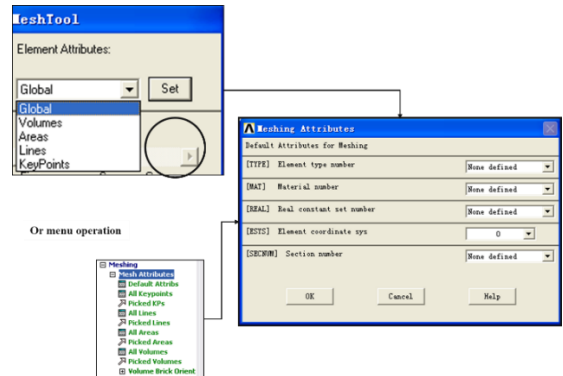 MeshTool
Element Attributes:
Global
Set
Global
Volumes
Areas
Lines
KeyPoints
Meshing Attributes
Default Attributes for Meshing
[TYPE] Element type number
None defined
[MAT] Material number
None defined
[REAL] Real constant set number
None defined
[ESYS] Element coordinate sys
0
[SECNUM] Section number
None defined
OK
Cancel
Help
Or menu operation
Meshing
Mesh Attributes
Default Attribs
All Keypoints
Picked KPs
All Lines
Picked Lines
All Areas
Picked Areas
All Volumes
Picked Volumes
Volume Brick Orient